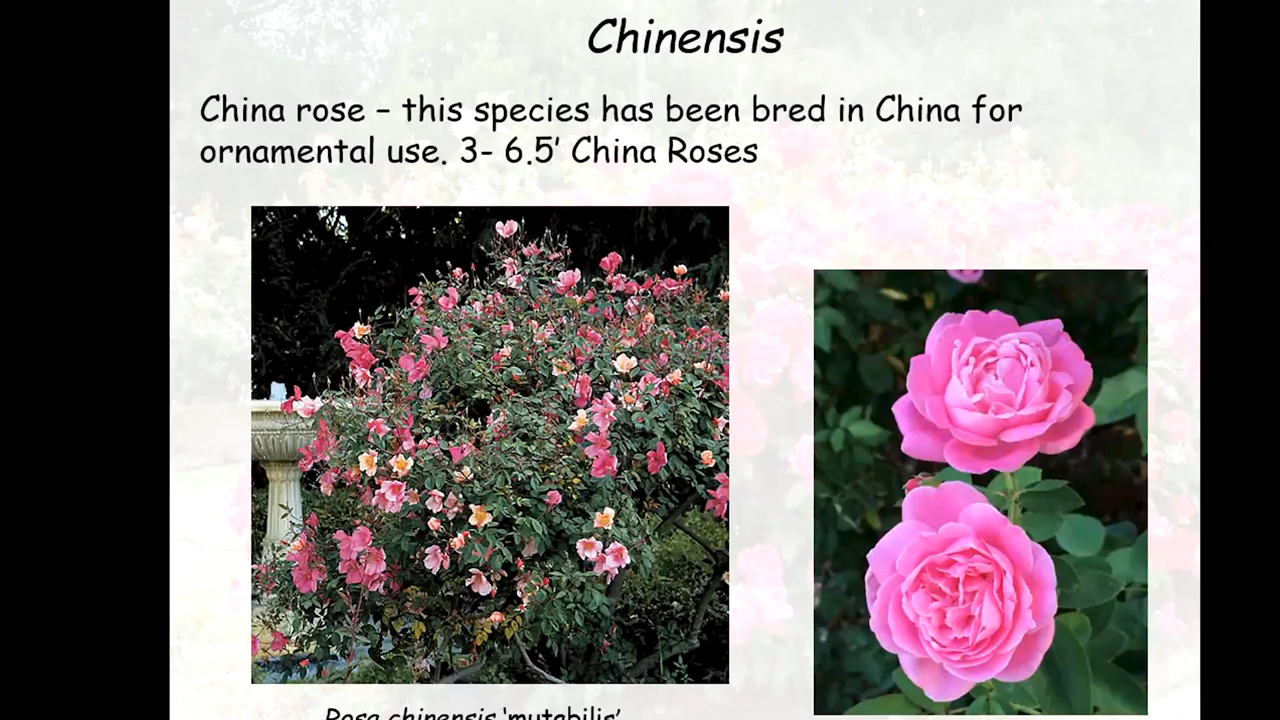 Chinensis
China rose – this species has been bred in China for
ornamental use. 3- 6.5’ China Roses
Rosa chinensis ‘mutabilis’